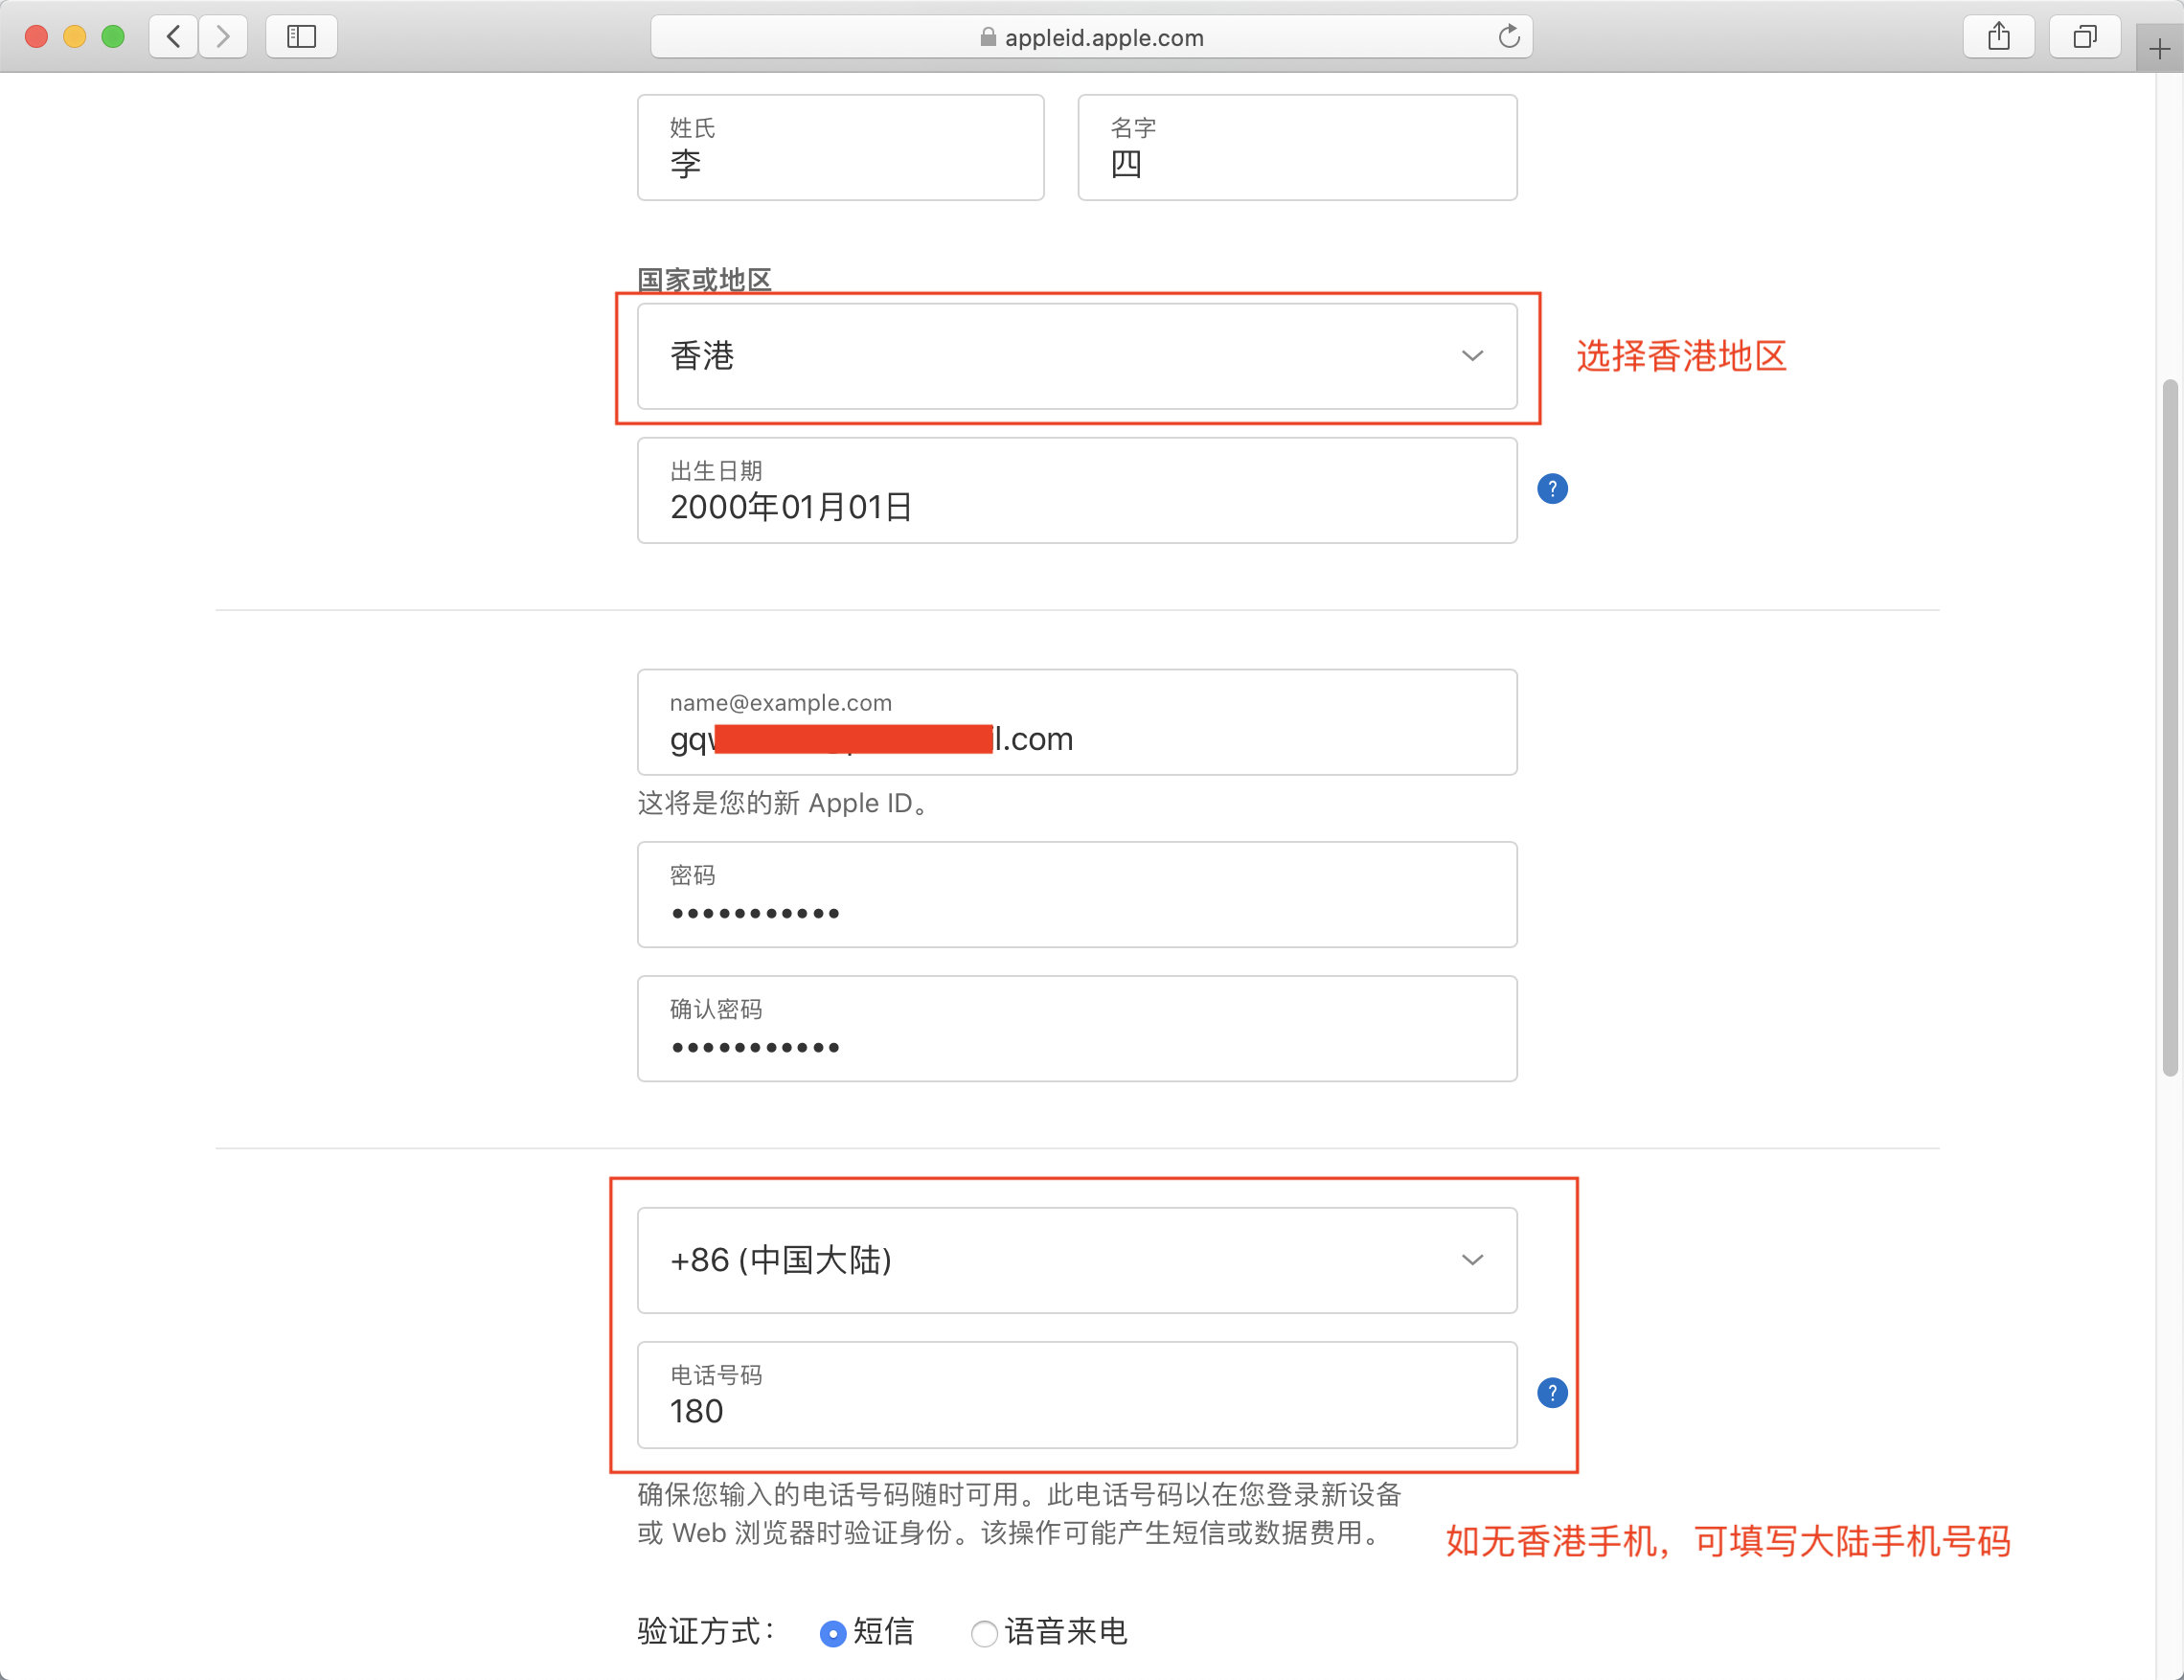 appleid.apple.com
姓氏
李
名字
四
国家或地区
香港
选择香港地区
出生日期
2000年01月01日
?
name@example.com
gq l.com
这将是您的新 Apple ID。
密码
•••••••••••
确认密码
•••••••••••
+86 (中国大陆)
电话号码
180
?
确保您输入的电话号码随时可用。此电话号码以在您登录新设备
或 Web 浏览器时验证身份。该操作可能产生短信或数据费用。
如无香港手机，可填写大陆手机号码
验证方式： 短信 语音来电